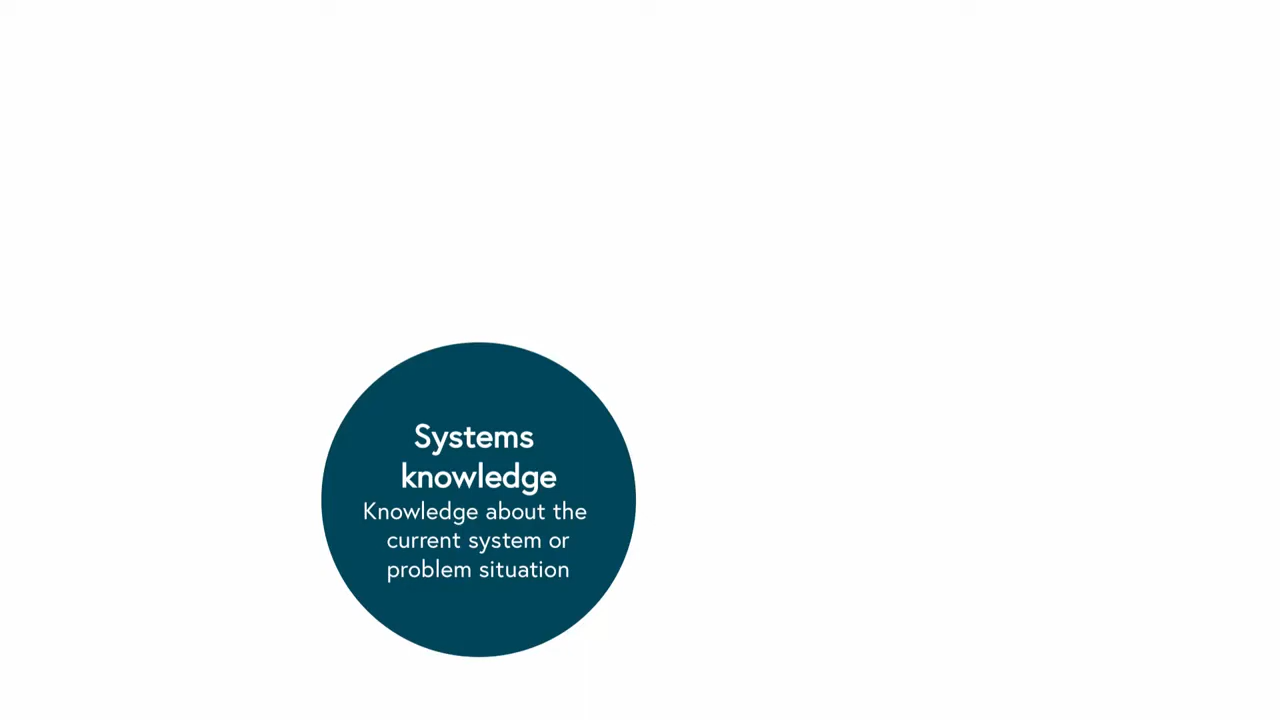 Systems
knowledge
Knowledge about the
current system or
problem situation